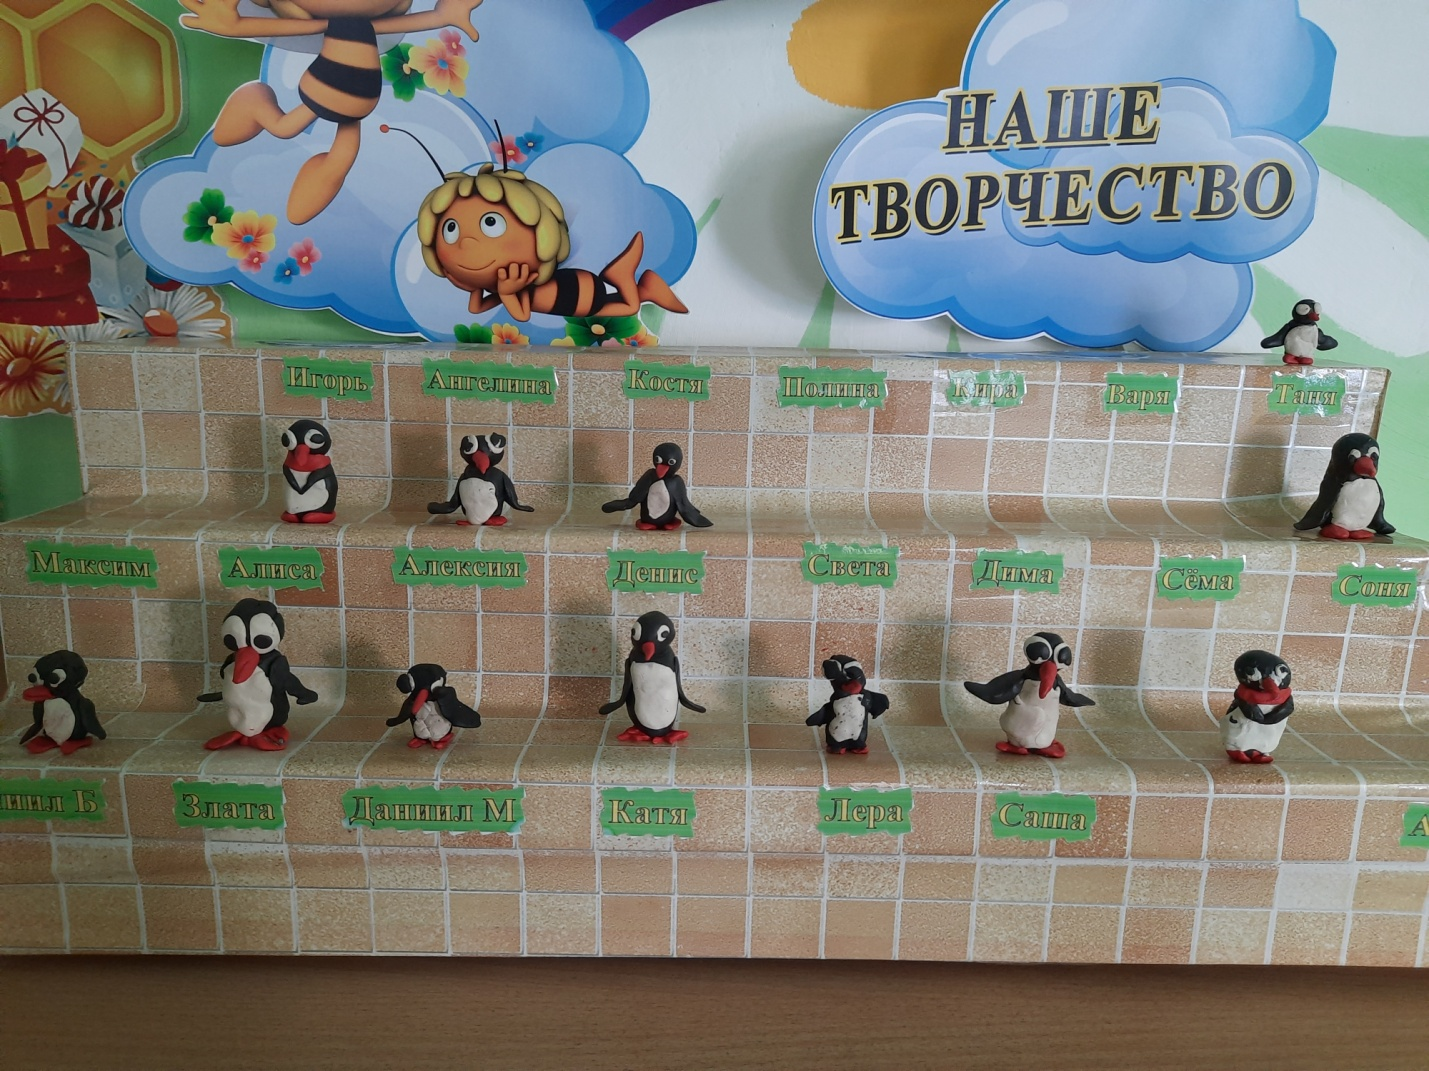 НАШЕ
ТВОРЧЕСТВО
Игорь Ангелина Костя Полина Кира Варя Таня
Максим Алиса Алексия Денис Света Дима Сёма Соня
иил Б Злата Даниил М Катя Лера Саша А